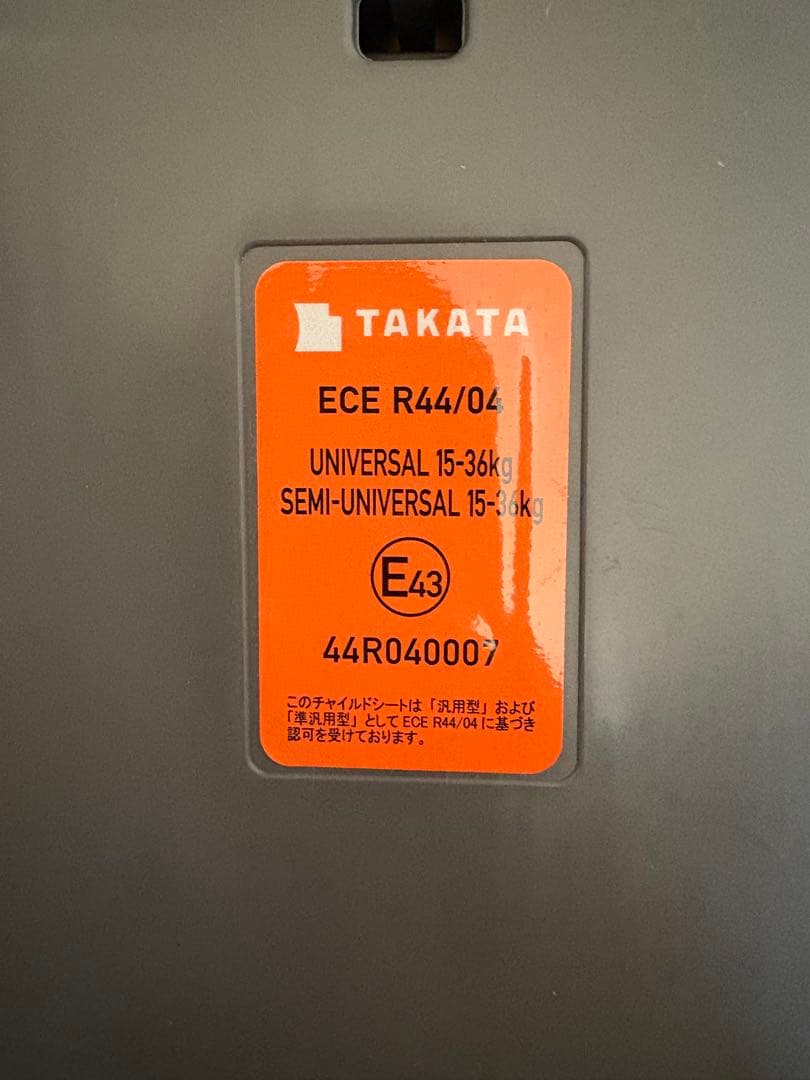 TAKATA
ECE R44/04
UNIVERSAL 15-36kg
SEMI-UNIVERSAL 15-36kg
E43
44R040007
このチャイルドシートは「汎用型」および
「準汎用型」として ECE R44/04 に基づき
認可を受けております。